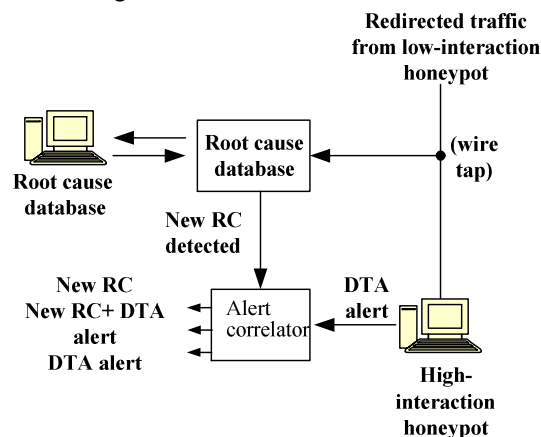 Redirected traffic
from low-interaction
honeypot
(wire
tap)
Root cause
database
Root cause
database
New RC
detected
New RC
New RC+ DTA
alert
DTA alert
Alert
correlator
DTA
alert
High-
interaction
honeypot